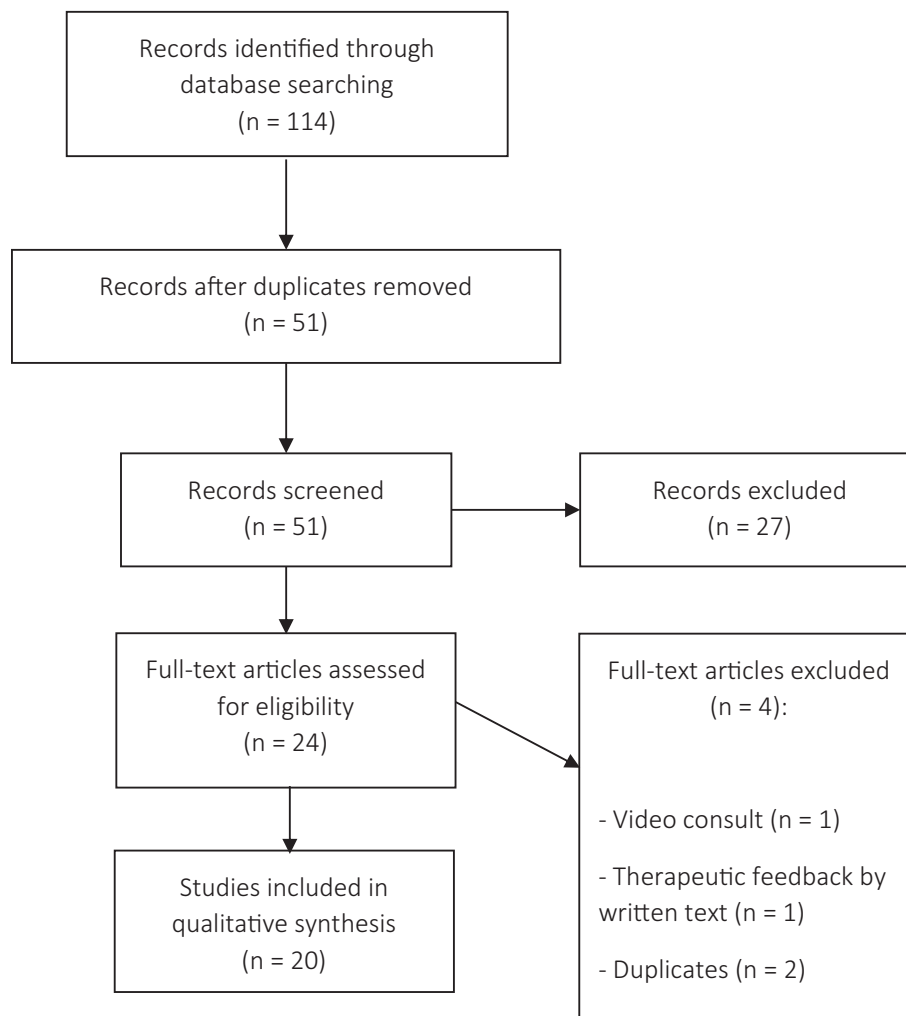 Records identified through
database searching
(n = 114)
Records after duplicates removed
(n = 51)
Records screened
(n = 51)
Records excluded
(n = 27)
Full-text articles assessed
for eligibility
(n = 24)
Full-text articles excluded
(n = 4):
- Video consult (n = 1)
- Therapeutic feedback by
written text (n = 1)
- Duplicates (n = 2)
Studies included in
qualitative synthesis
(n = 20)